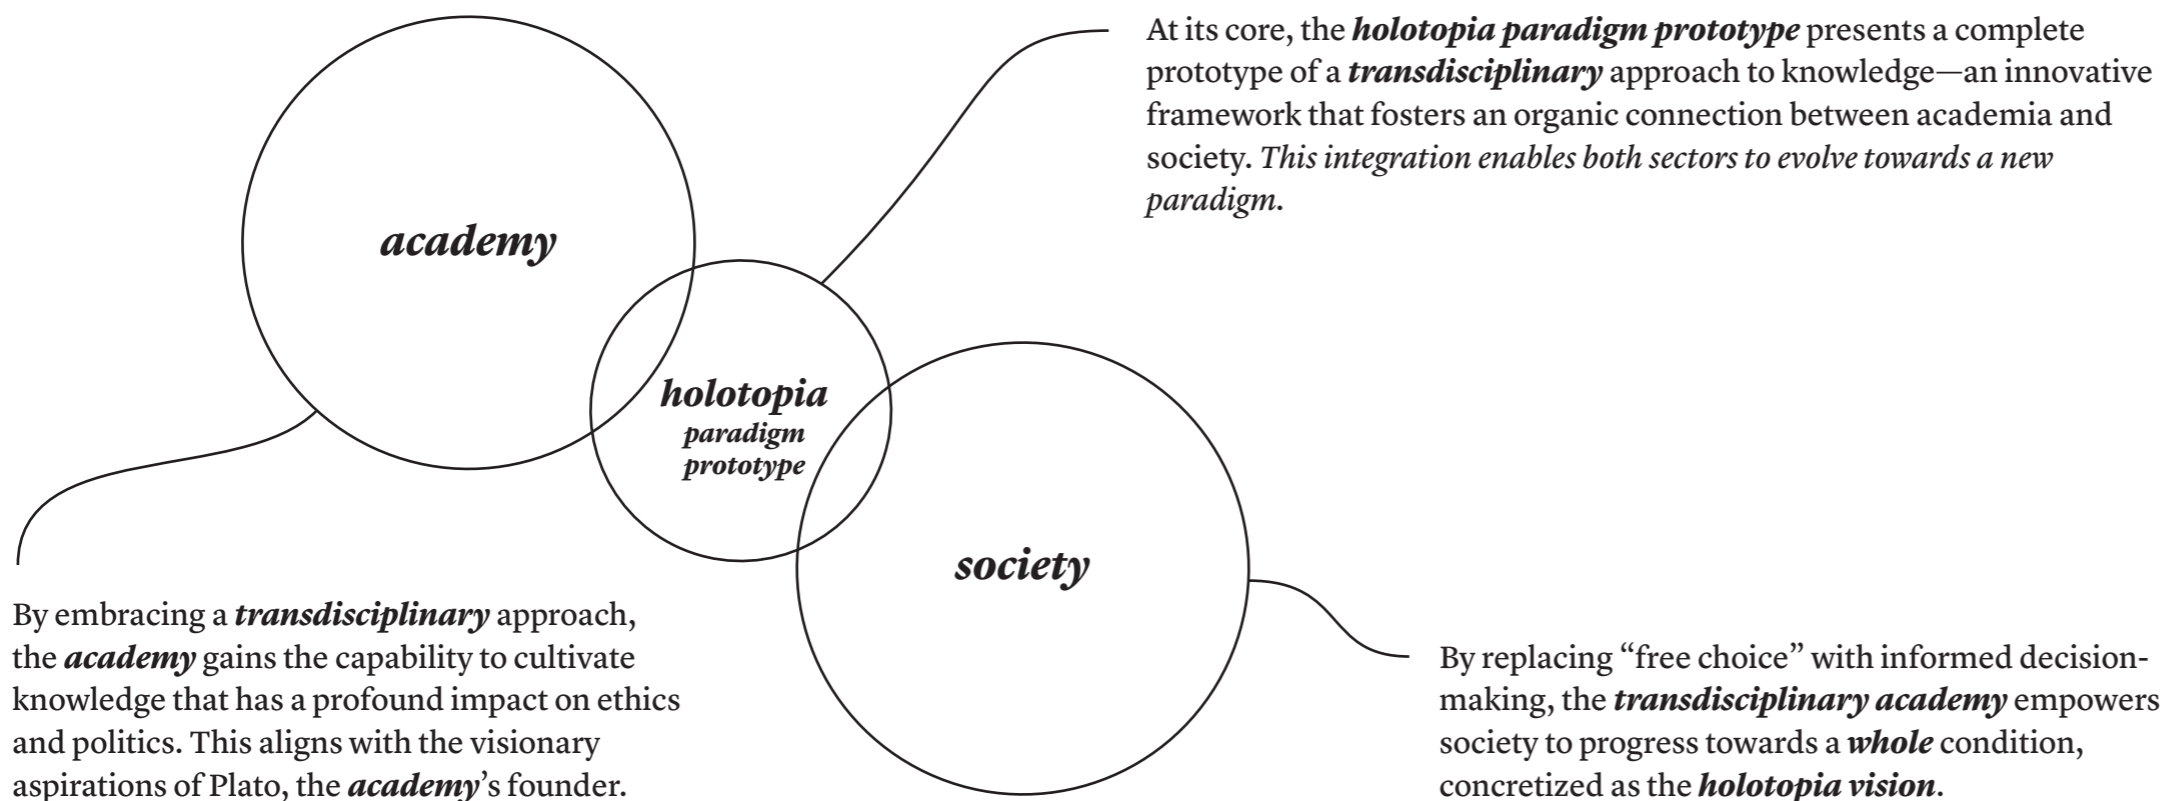 At its core, the holotopia paradigm prototype presents a complete
prototype of a transdisciplinary approach to knowledge—an innovative
framework that fosters an organic connection between academia and
society. This integration enables both sectors to evolve towards a new
paradigm.
academy
holotopia
paradigm
prototype
society
By embracing a transdisciplinary approach,
the academy gains the capability to cultivate
knowledge that has a profound impact on ethics
and politics. This aligns with the visionary
aspirations of Plato, the academy’s founder.
By replacing “free choice” with informed decision-
making, the transdisciplinary academy empowers
society to progress towards a whole condition,
concretized as the holotopia vision.